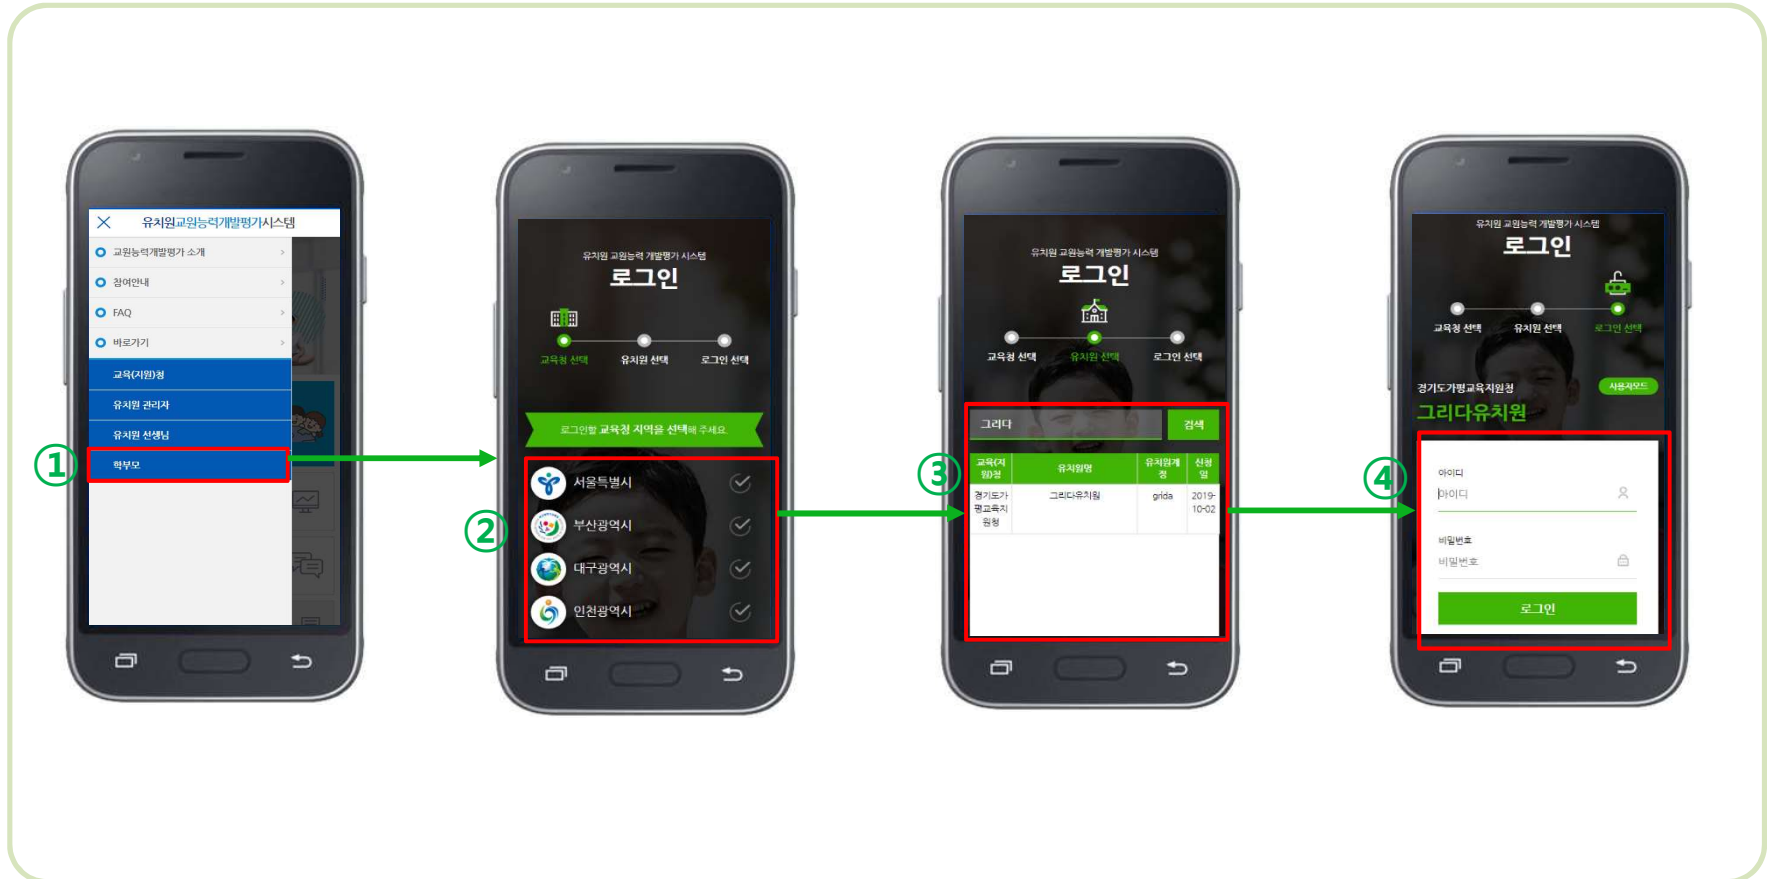 유치원교원능력개발평가시스템
교원능력개발평가 소개
참여안내
FAQ
바로가기
교육(지원)청
유치원 관리자
유치원 선생님
①
학부모
유치원 교원능력 개발평가 시스템
로그인
교육청 선택
유치원 선택
로그인 선택
로그인할 교육청 지역을 선택해 주세요.
②
서울특별시
부산광역시
대구광역시
인천광역시
유치원 교원능력 개발평가 시스템
로그인
교육청 선택
유치원 선택
로그인 선택
③
그리다
검색
교육(지원)청
유치원명
유치원계정
신청일
경기도가평교육지원청
그리다유치원
grida
2019-10-02
유치원 교원능력 개발평가 시스템
로그인
교육청 선택
유치원 선택
로그인 선택
경기도가평교육지원청
사용자모드
그리다유치원
④
아이디
아이디
비밀번호
비밀번호
로그인